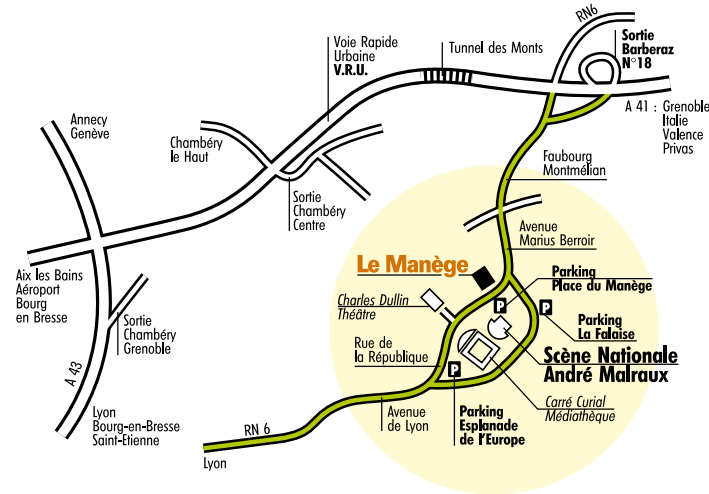 RN6
Voie Rapide
Urbaine
V.R.U.
Tunnel des Monts
Sortie
Barberaz
N°18
A 41 : Grenoble
Italie
Valence
Privas
Annecy
Genève
Chambéry
le Haut
Faubourg
Montmélian
Sortie
Chambéry
Centre
Avenue
Marius Berroir
Aix les Bains
Aéroport
Bourg
en Bresse
Le Manège
Parking
Place du Manège
Charles Dullin
Théâtre
P
P
Parking
La Falaise
Sortie
Chambéry
Grenoble
Rue de
la République
Scène Nationale
André Malraux
P
A 43
Carré Curial
Médiathèque
Lyon
Bourg-en-Bresse
Saint-Etienne
Avenue
de Lyon
Parking
Esplanade
de l'Europe
RN 6
Lyon